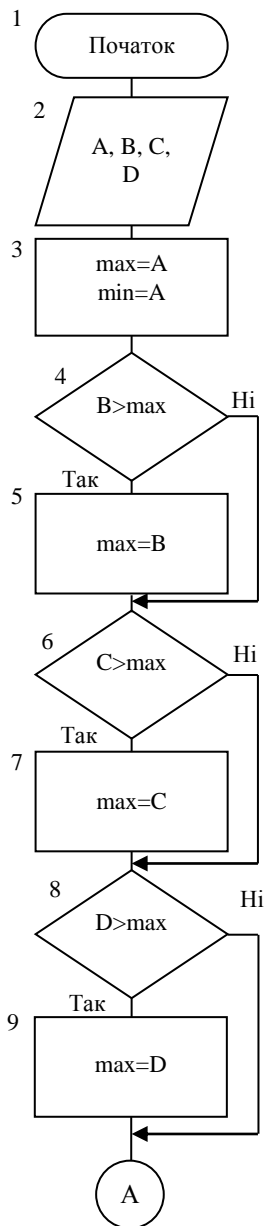 1
Початок
2
A, B, C,
D
3
max=A
min=A
4
B>max
Ні
Так
5
max=B
6
C>max
Ні
Так
7
max=C
8
D>max
Ні
Так
9
max=D
A